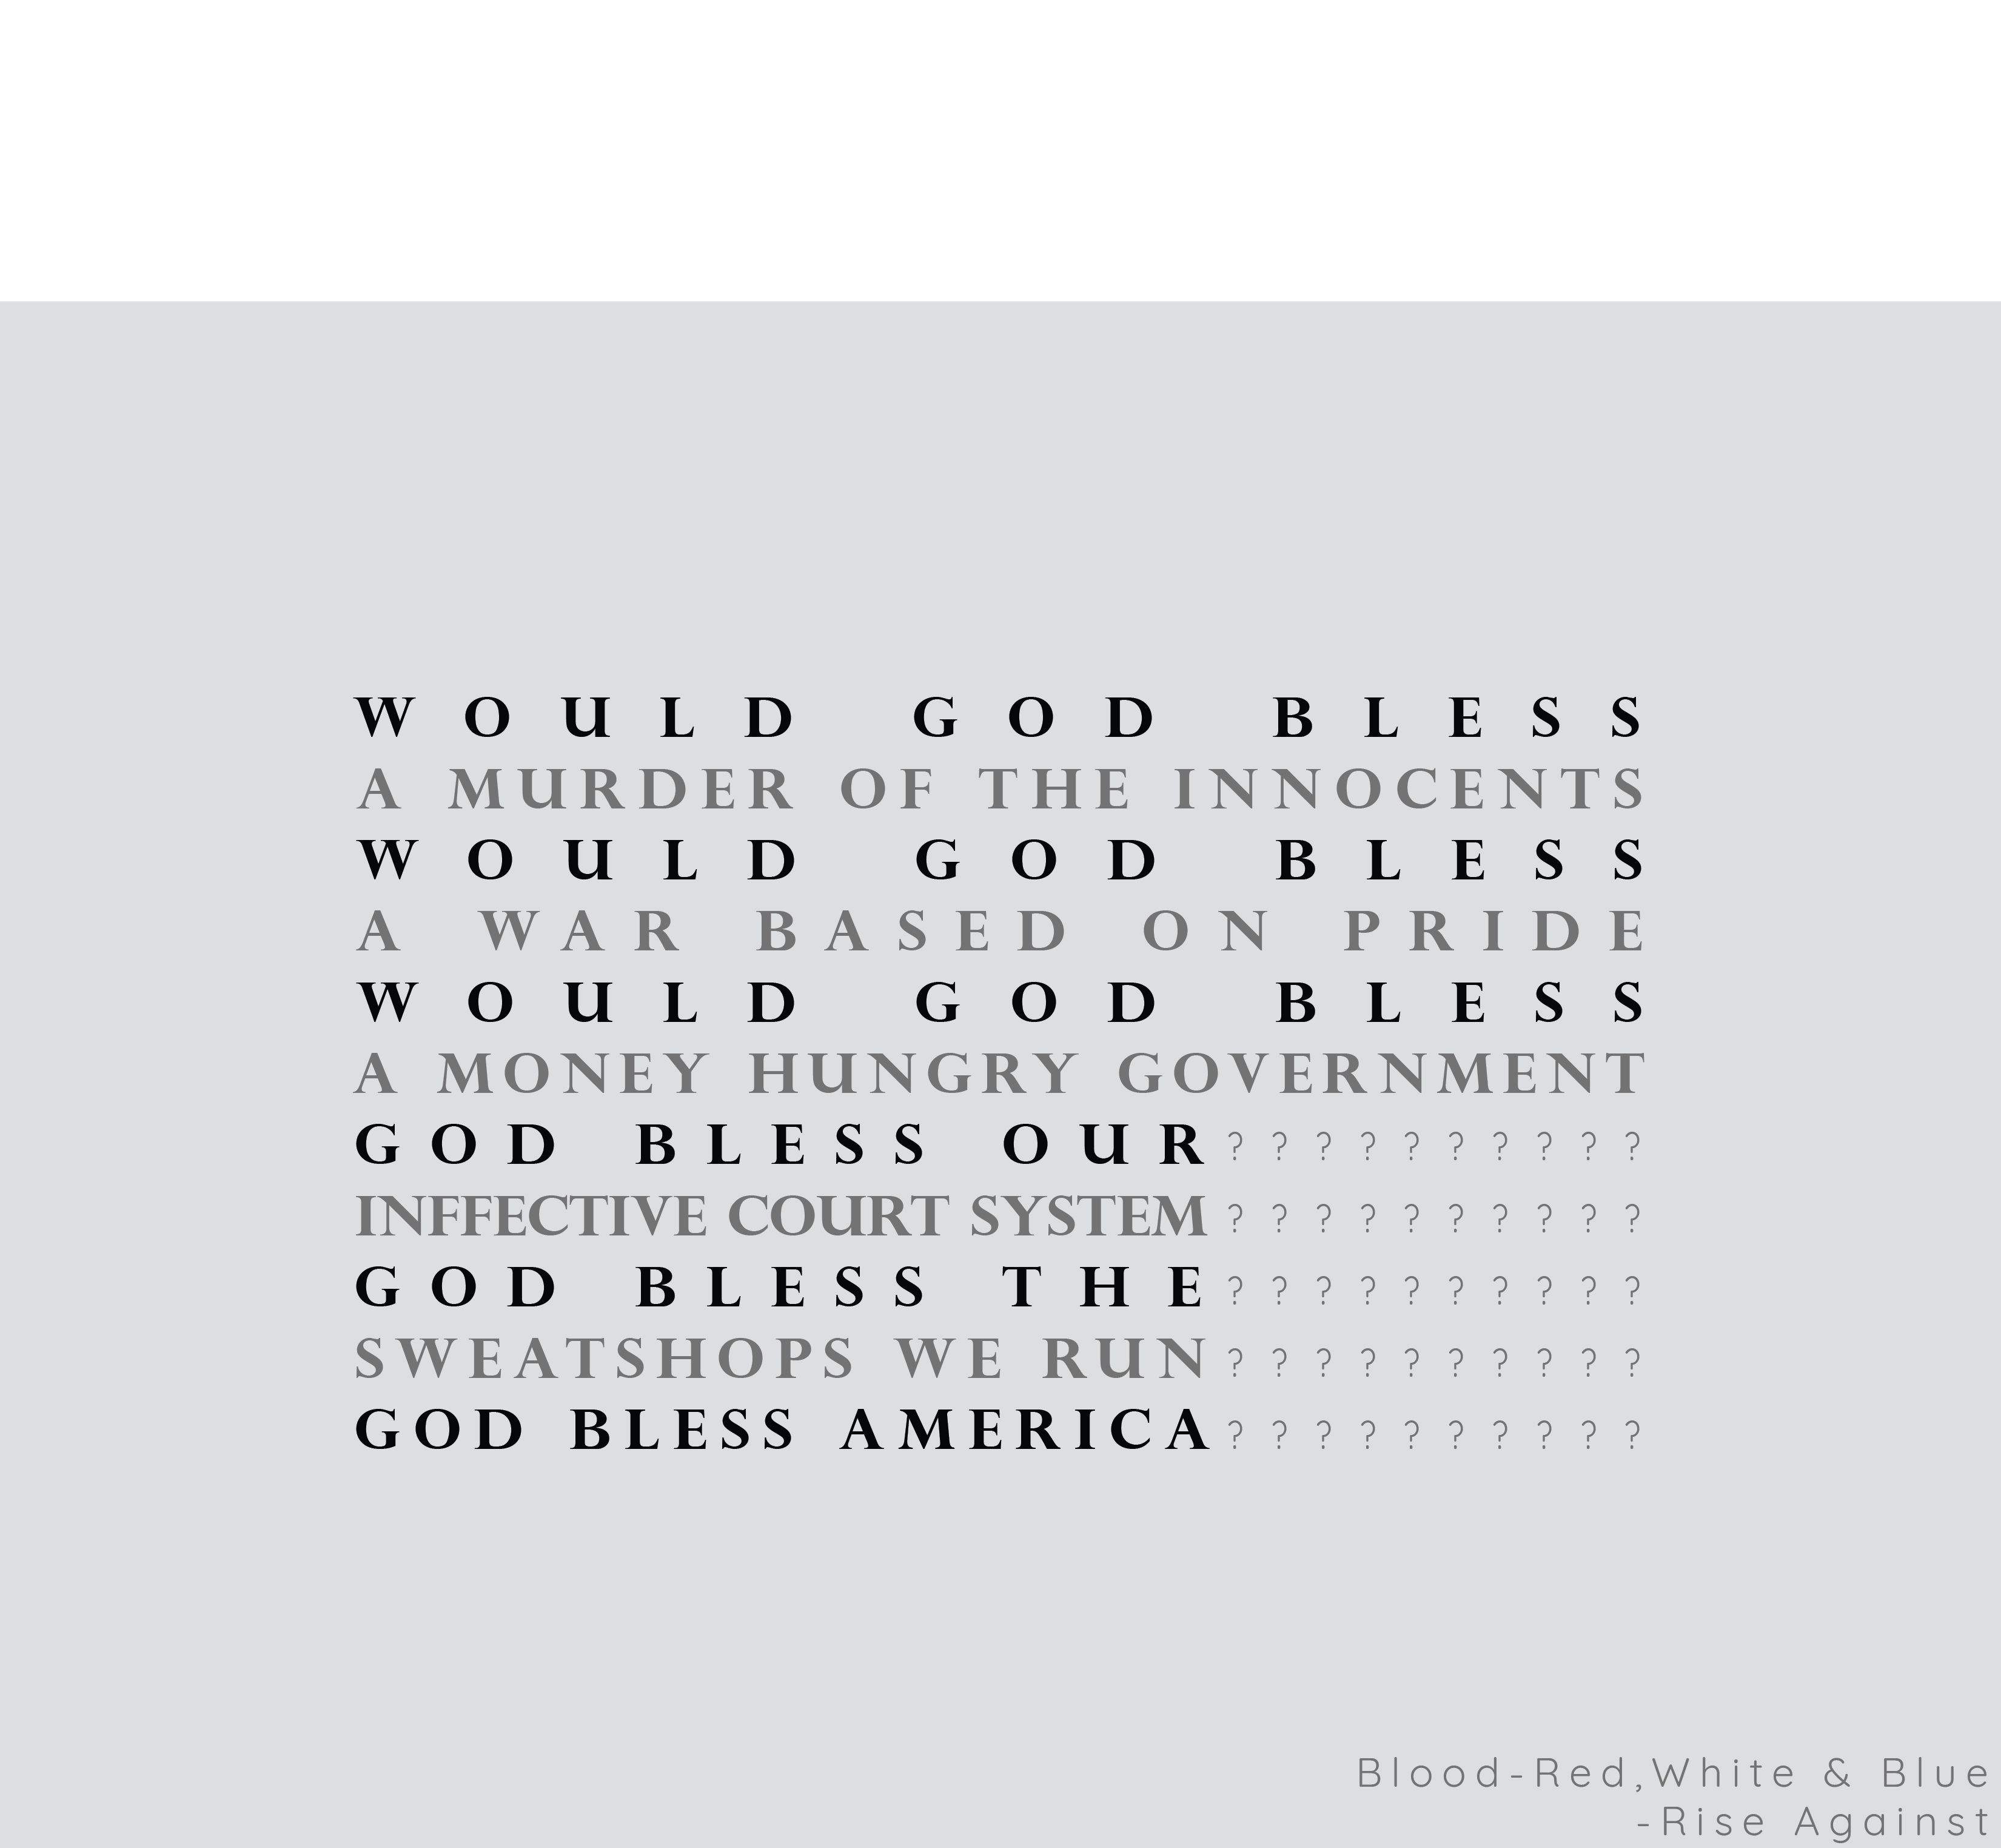 WOULD GOD BLESS
A MURDER OF THE INNOCENTS
WOULD GOD BLESS
A WAR BASED ON PRIDE
WOULD GOD BLESS
A MONEY HUNGRY GOVERNMENT
GOD BLESS OUR ? ? ? ? ? ? ? ? ? ?
INFFECTIVE COURT SYSTEM ? ? ? ? ? ? ? ? ? ?
GOD BLESS THE ? ? ? ? ? ? ? ? ? ?
SWEATSHOPS WE RUN ? ? ? ? ? ? ? ? ? ?
GOD BLESS AMERICA ? ? ? ? ? ? ? ? ? ?
Blood-Red,White & Blue
-Rise Against